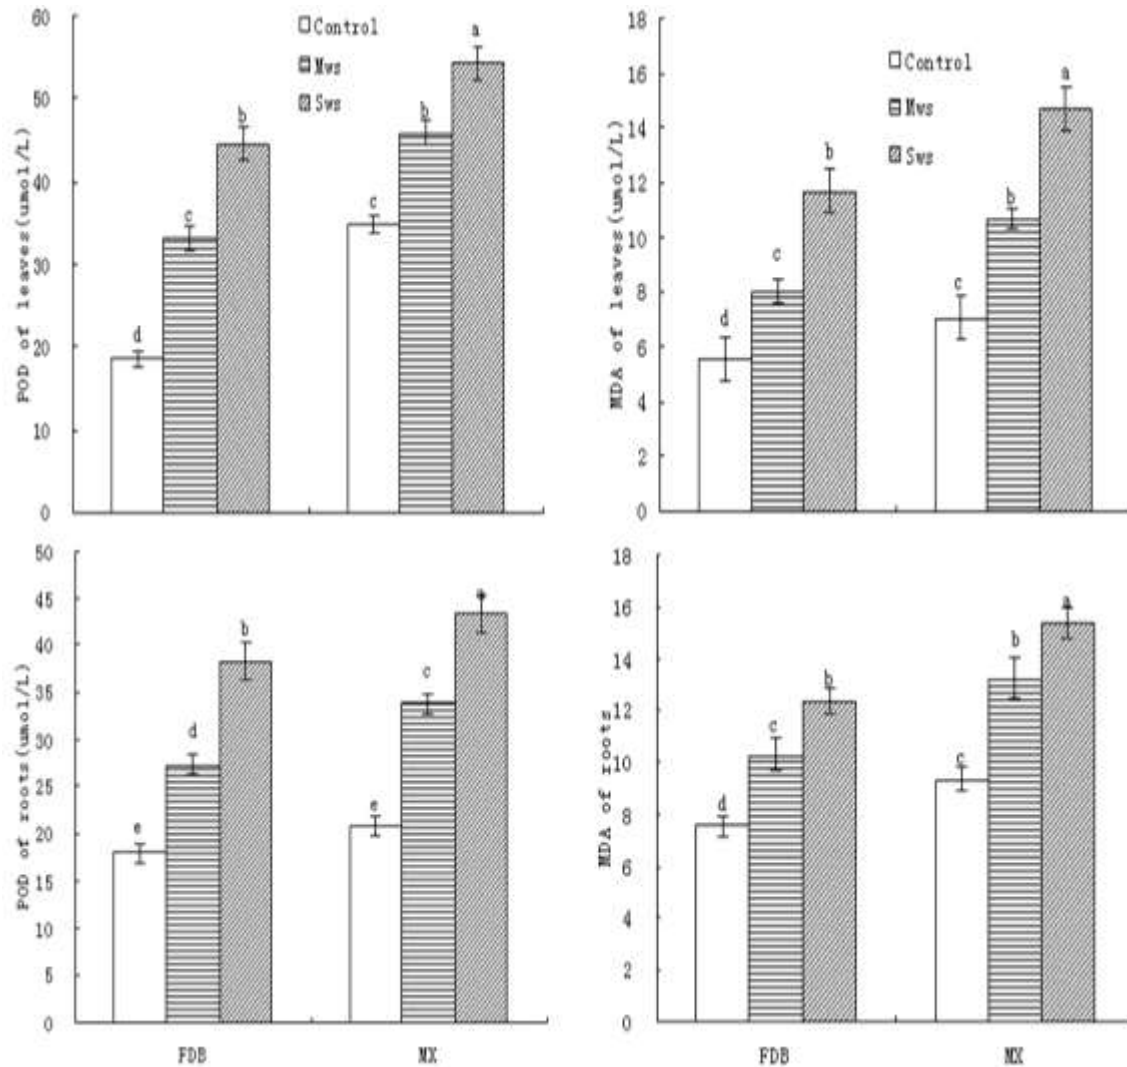 60
50
40
30
20
10
0
POD of leaves(umol/L)
Control
Mws
Sws
d
c
b
c
b
a
18
16
14
12
10
8
6
4
2
0
MDA of leaves(umol/L)
Control
Mws
Sws
d
c
b
c
b
a
50
45
40
35
30
25
20
15
10
5
0
POD of roots(umol/L)
e
d
b
e
c
a
FDB
MX
18
16
14
12
10
8
6
4
2
0
MDA of roots
d
c
b
c
b
a
FDB
MX